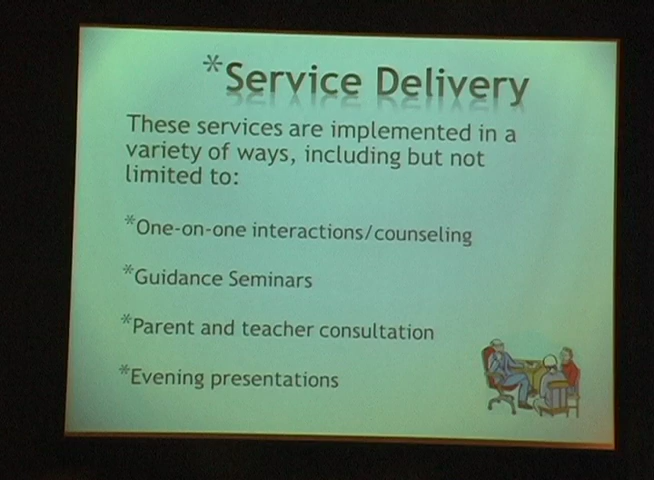 *Service Delivery
These services are implemented in a
variety of ways, including but not
limited to:
*One-on-one interactions/counseling
*Guidance Seminars
*Parent and teacher consultation
*Evening presentations